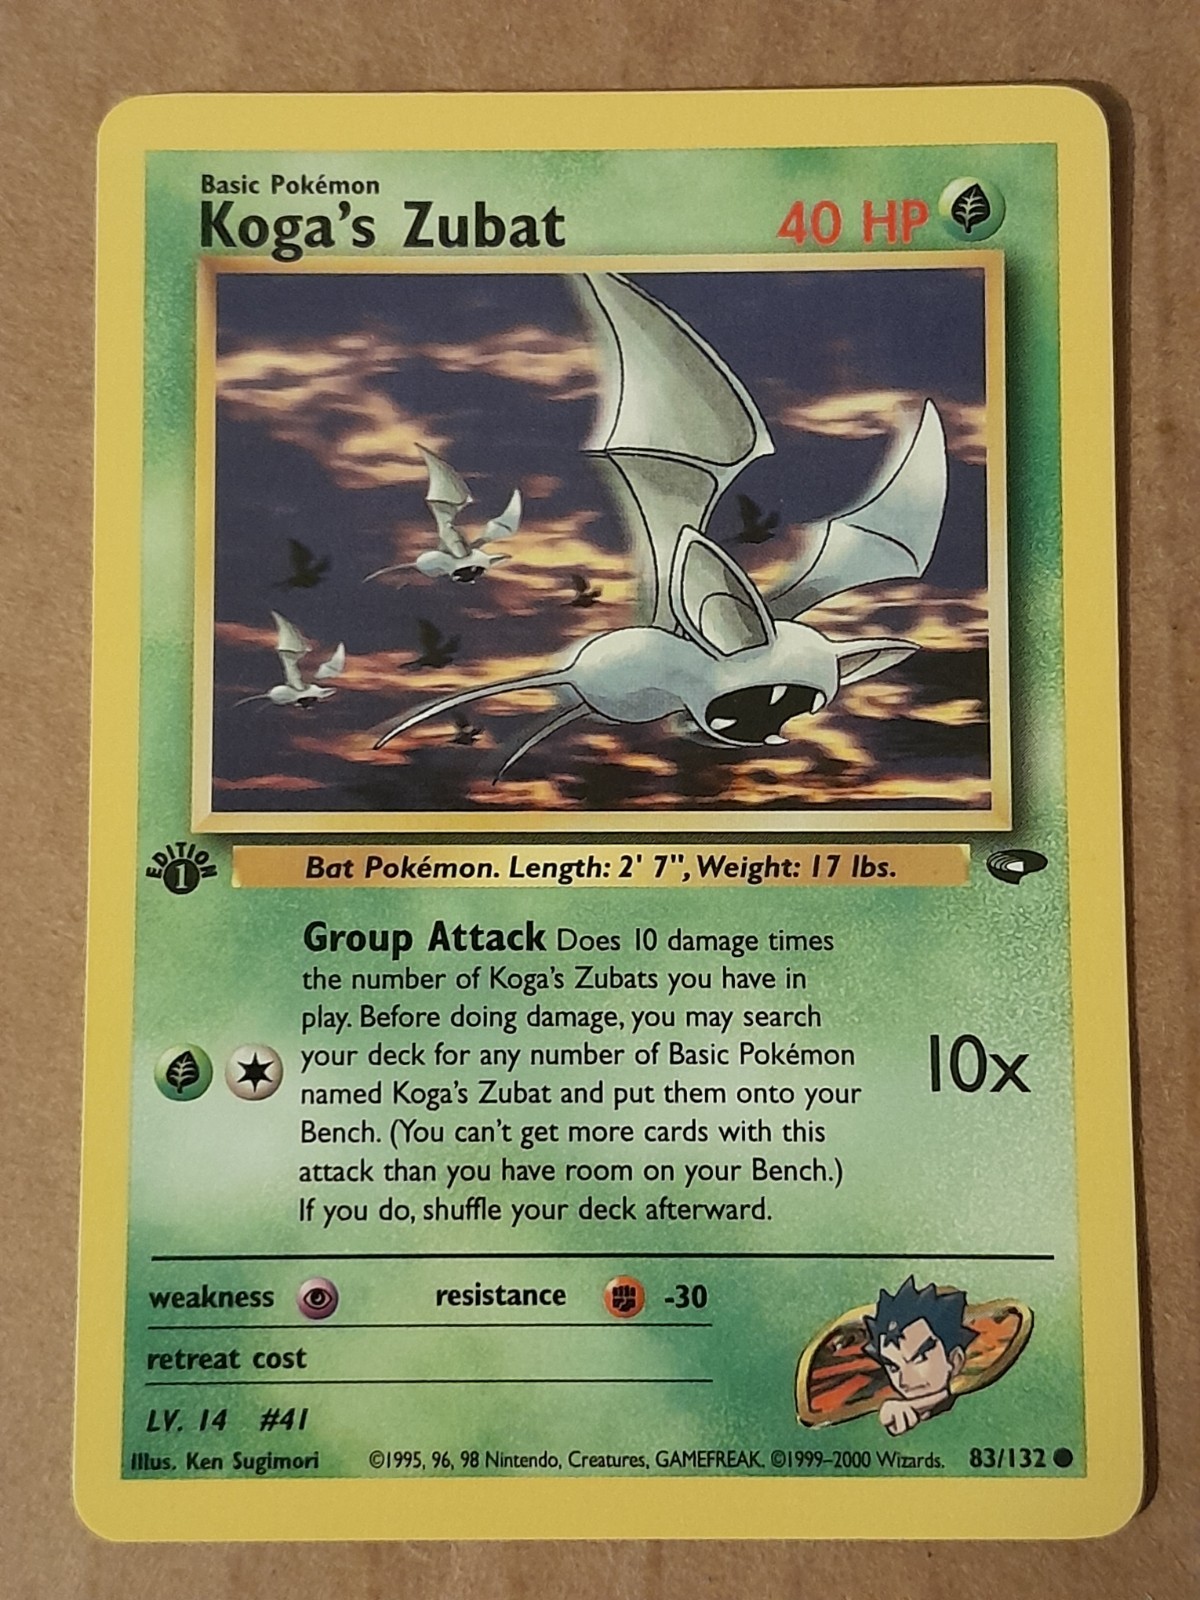 Basic Pokémon
Koga's Zubat
40 HP
EDITION
1
Bat Pokémon. Length: 2' 7", Weight: 17 lbs.
Group Attack Does 10 damage times
the number of Koga's Zubats you have in
play. Before doing damage, you may search
your deck for any number of Basic Pokémon
named Koga's Zubat and put them onto your
Bench. (You can't get more cards with this
attack than you have room on your Bench.)
If you do, shuffle your deck afterward.
10x
weakness
resistance -30
retreat cost
LV. 14 #41
Illus. Ken Sugimori ©1995, 96, 98 Nintendo, Creatures, GAMEFREAK. ©1999–2000 Wizards. 83/132